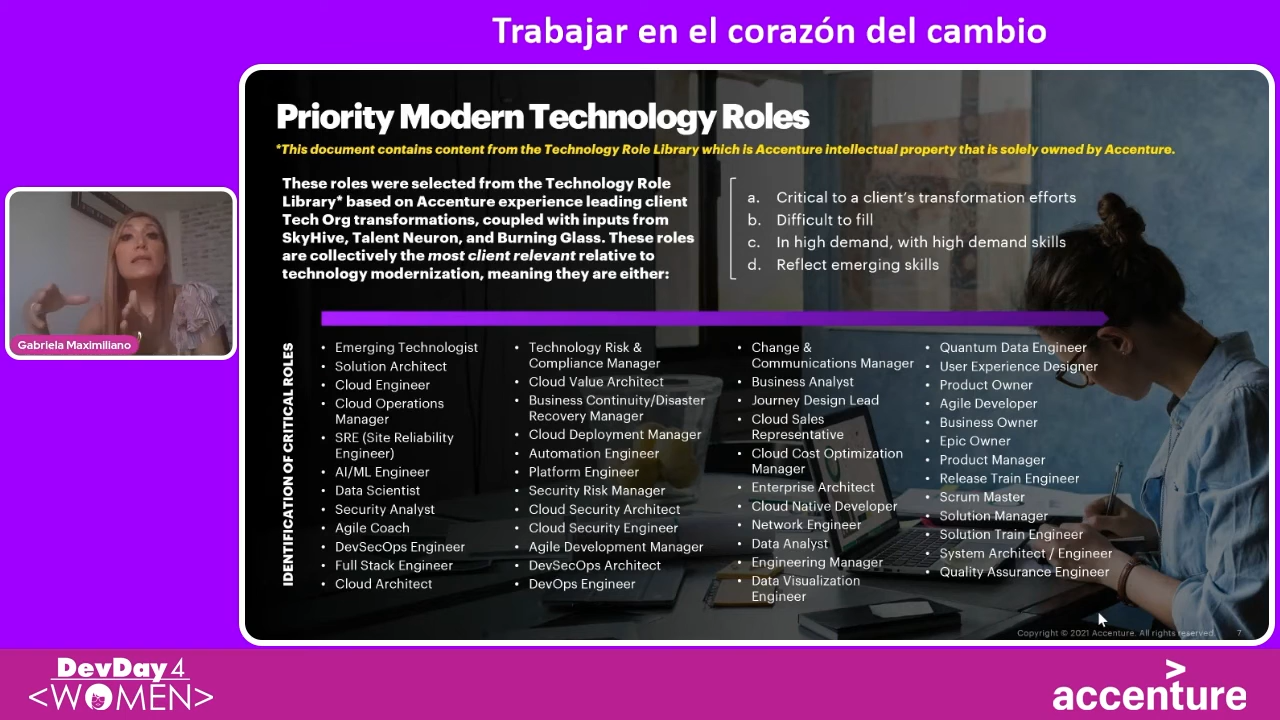 Trabajar en el corazón del cambio
Priority Modern Technology Roles
*This document contains content from the Technology Role Library which is Accenture intellectual property that is solely owned by Accenture.
These roles were selected from the Technology Role
Library* based on Accenture experience leading client
Tech Org transformations, coupled with inputs from
SkyHive, Talent Neuron, and Burning Glass. These roles
are collectively the most client relevant relative to
technology modernization, meaning they are either:
a. Critical to a client's transformation efforts
b. Difficult to fill
c. In high demand, with high demand skills
d. Reflect emerging skills
Gabriela Maximiliano
IDENTIFICATION OF CRITICAL ROLES
• Emerging Technologist
• Solution Architect
• Cloud Engineer
• Cloud Operations
Manager
• SRE (Site Reliability
Engineer)
• AI/ML Engineer
• Data Scientist
• Security Analyst
• Agile Coach
• DevSecOps Engineer
• Full Stack Engineer
• Cloud Architect
• Technology Risk &
Compliance Manager
• Cloud Value Architect
• Business Continuity/Disaster
Recovery Manager
• Cloud Deployment Manager
• Automation Engineer
• Platform Engineer
• Security Risk Manager
• Cloud Security Architect
• Cloud Security Engineer
• Agile Development Manager
• DevSecOps Architect
• DevOps Engineer
• Change &
Communications Manager
• Business Analyst
• Journey Design Lead
• Cloud Sales
Representative
• Cloud Cost Optimization
Manager
• Enterprise Architect
• Cloud Native Developer
• Network Engineer
• Data Analyst
• Engineering Manager
• Data Visualization
Engineer
• Quantum Data Engineer
• User Experience Designer
• Product Owner
• Agile Developer
• Business Owner
• Epic Owner
• Product Manager
• Release Train Engineer
• Scrum Master
• Solution Manager
• Solution Train Engineer
• System Architect / Engineer
• Quality Assurance Engineer
Copyright © 2021 Accenture. All rights reserved. 7
DevDay 4
<WOMEN>
accenture